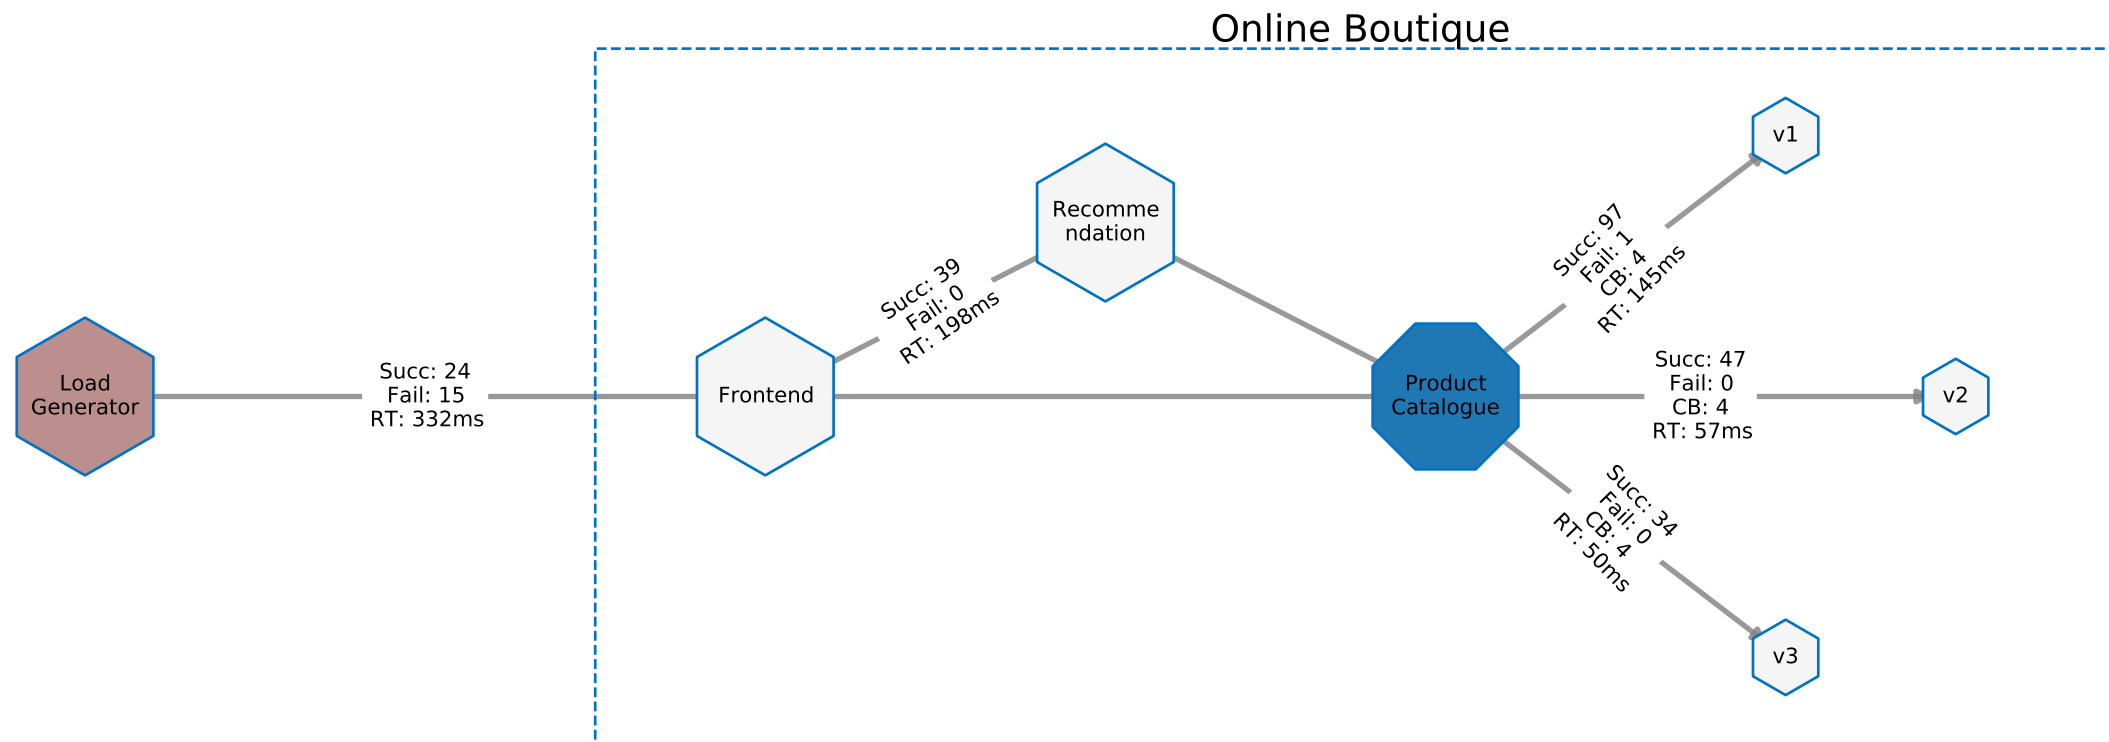 Online Boutique
Load
Generator
Succ: 24
Fail: 15
RT: 332ms
Frontend
Succ: 39
Fail: 0
RT: 198ms
Recomme
ndation
Product
Catalogue
Succ: 97
Fail: 1
CB: 4
RT: 145ms
v1
Succ: 47
Fail: 0
CB: 4
RT: 57ms
v2
Succ: 34
Fail: 0
CB: 4
RT: 50ms
v3